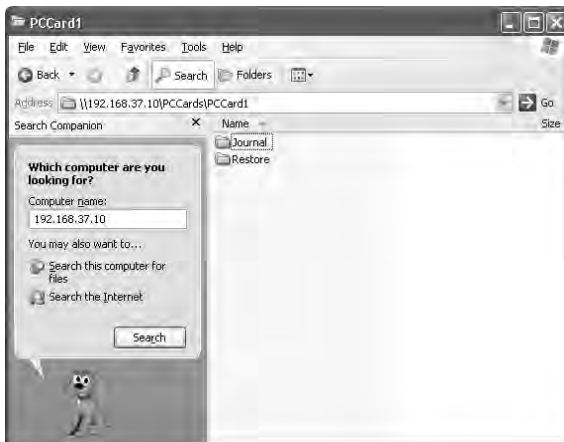 PCCard1
File Edit View Favorites Tools Help
Back Search Folders
Address \\192.168.37.10\PCCards\PCCard1 Go
Search Companion Name Size
Journal
Restore
Which computer are you
looking for?
Computer name:
192.168.37.10
You may also want to...
Search this computer for
files
Search the Internet
Search